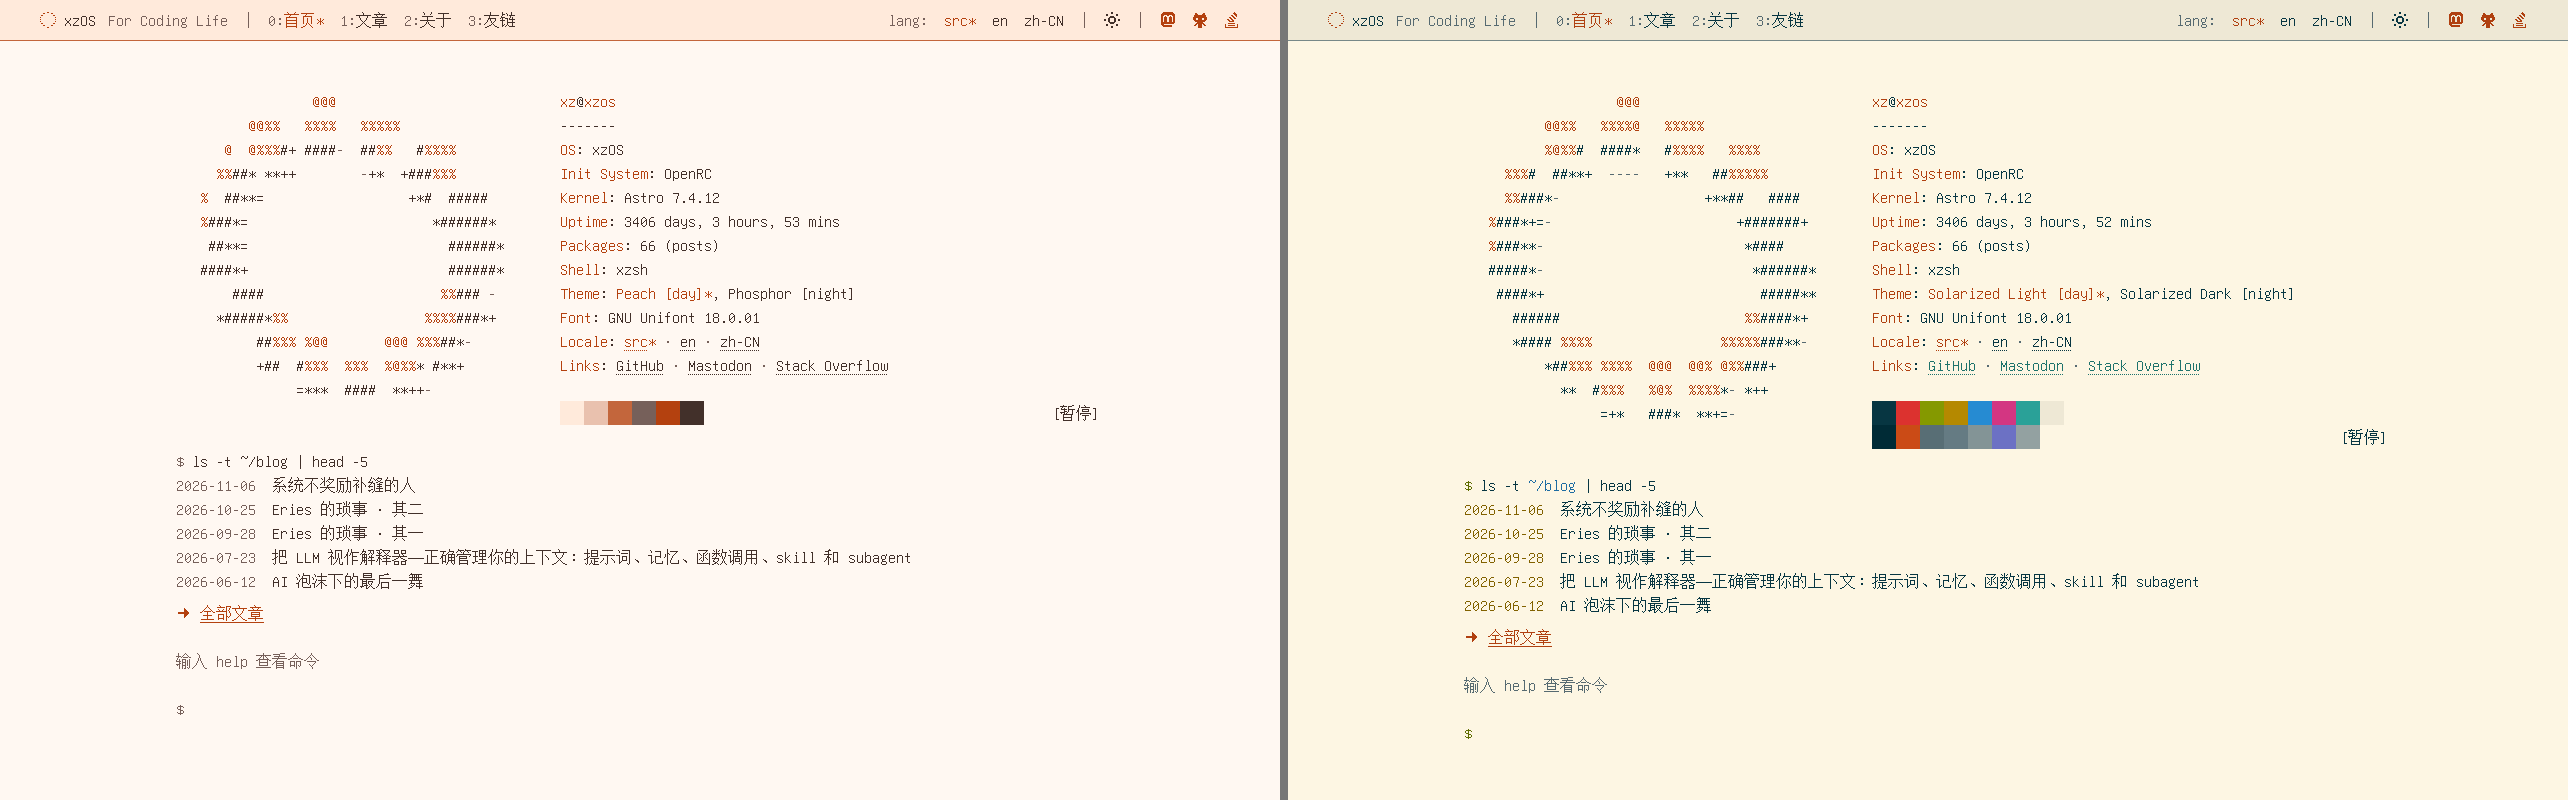 xzOS For Coding Life | 0:首页* 1:文章 2:关于 3:友链 lang: src* en zh-CN
@@@
@@%% %%%% %%%%%
@ @%%%#+ ####- ##%% #%%%%
%%##* **++ -+* +###%%%
% ##**= +*# #####
%###*= *######*
##**= ######*
####*+ ######*
#### %%### -
*#####*%% %%%%###*+
##%%% %@@ @@@ %%%##*-
+## #%%% %%% %@%%* #**+
=*** #### **++-
xz@xzos
-------
OS: xzOS
Init System: OpenRC
Kernel: Astro 7.4.12
Uptime: 3406 days, 3 hours, 53 mins
Packages: 66 (posts)
Shell: xzsh
Theme: Peach [day]*, Phosphor [night]
Font: GNU Unifont 18.0.01
Locale: src* · en · zh-CN
Links: GitHub · Mastodon · Stack Overflow
[暂停]
$ ls -t ~/blog | head -5
2026-11-06 系统不奖励补缝的人
2026-10-25 Eries 的琐事 · 其二
2026-09-28 Eries 的琐事 · 其一
2026-07-23 把 LLM 视作解释器—正确管理你的上下文：提示词、记忆、函数调用、skill 和 subagent
2026-06-12 AI 泡沫下的最后一舞
→ 全部文章
输入 help 查看命令
$
xzOS For Coding Life | 0:首页* 1:文章 2:关于 3:友链 lang: src* en zh-CN
@@@
@@%% %%%%@ %%%%%
%@%%# ####* #%%%% %%%%
%%%# ##**+ ---- +** ##%%%%%
%%###*- +**## ####
%###*+=- +#######+
%###**- *####
#####*- *######*
####*+ #####**
###### %%####*+
*#### %%%% %%%%%###**-
*##%%% %%%% @@@ @@% @%%###+
** #%%% %@% %%%%*- *++
=+* ###* **+=-
xz@xzos
-------
OS: xzOS
Init System: OpenRC
Kernel: Astro 7.4.12
Uptime: 3406 days, 3 hours, 52 mins
Packages: 66 (posts)
Shell: xzsh
Theme: Solarized Light [day]*, Solarized Dark [night]
Font: GNU Unifont 18.0.01
Locale: src* · en · zh-CN
Links: GitHub · Mastodon · Stack Overflow
[暂停]
$ ls -t ~/blog | head -5
2026-11-06 系统不奖励补缝的人
2026-10-25 Eries 的琐事 · 其二
2026-09-28 Eries 的琐事 · 其一
2026-07-23 把 LLM 视作解释器—正确管理你的上下文：提示词、记忆、函数调用、skill 和 subagent
2026-06-12 AI 泡沫下的最后一舞
→ 全部文章
输入 help 查看命令
$